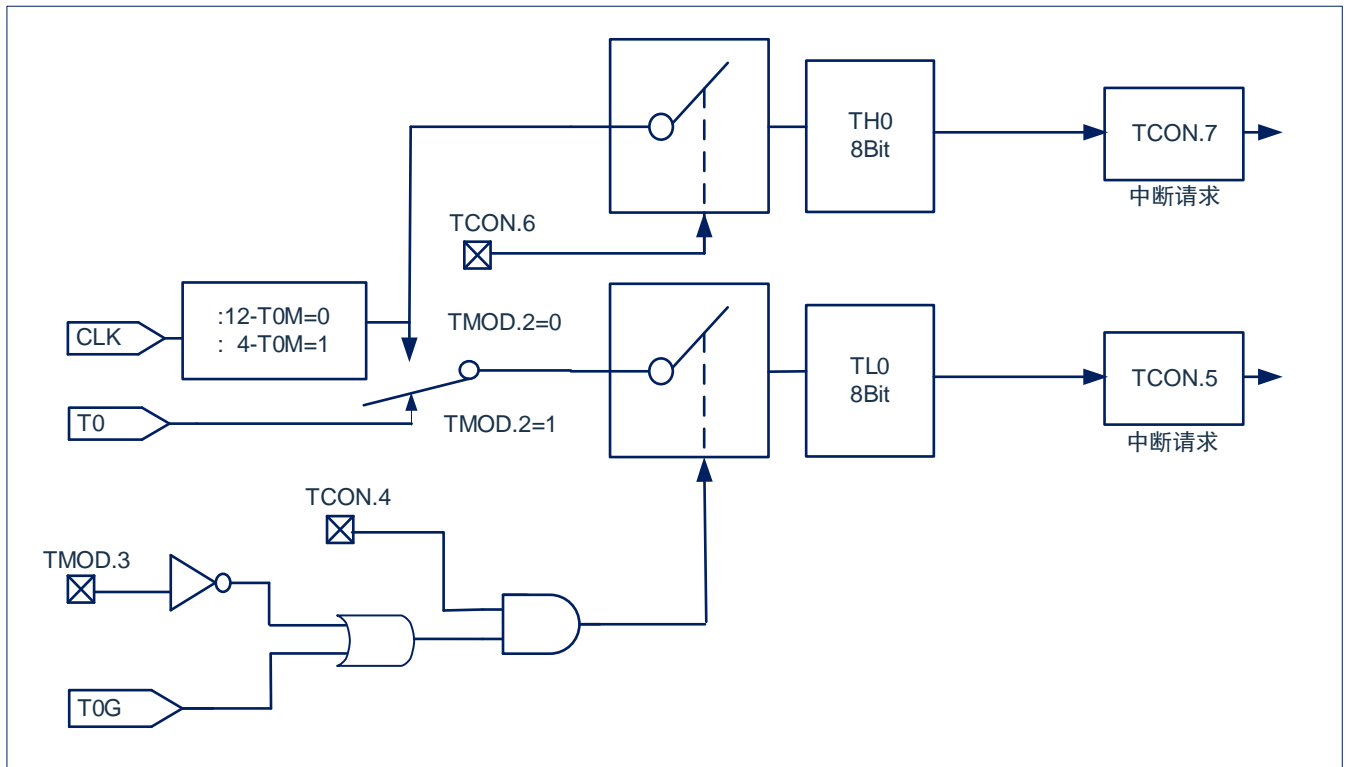 TH0
8Bit
TCON.7
中断请求
TCON.6
:12-T0M=0
: 4-T0M=1
CLK
TMOD.2=0
TL0
8Bit
TCON.5
T0
TMOD.2=1
中断请求
TCON.4
TMOD.3
T0G